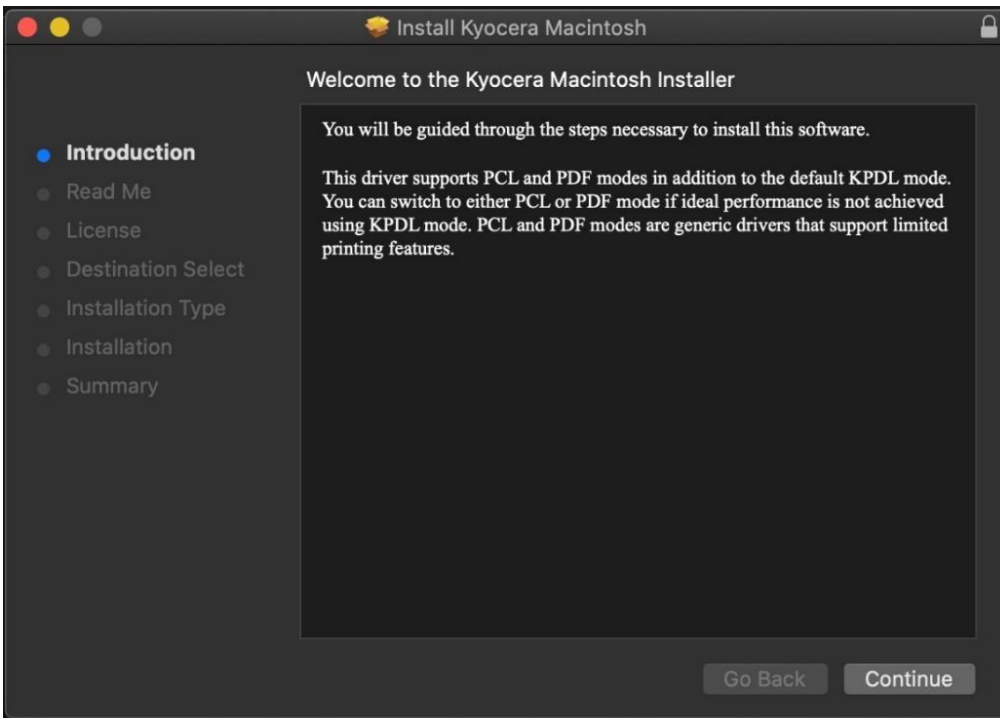 Install Kyocera Macintosh
Welcome to the Kyocera Macintosh Installer
Introduction
Read Me
License
Destination Select
Installation Type
Installation
Summary
You will be guided through the steps necessary to install this software.
This driver supports PCL and PDF modes in addition to the default KPDL mode.
You can switch to either PCL or PDF mode if ideal performance is not achieved
using KPDL mode. PCL and PDF modes are generic drivers that support limited
printing features.
Go Back
Continue